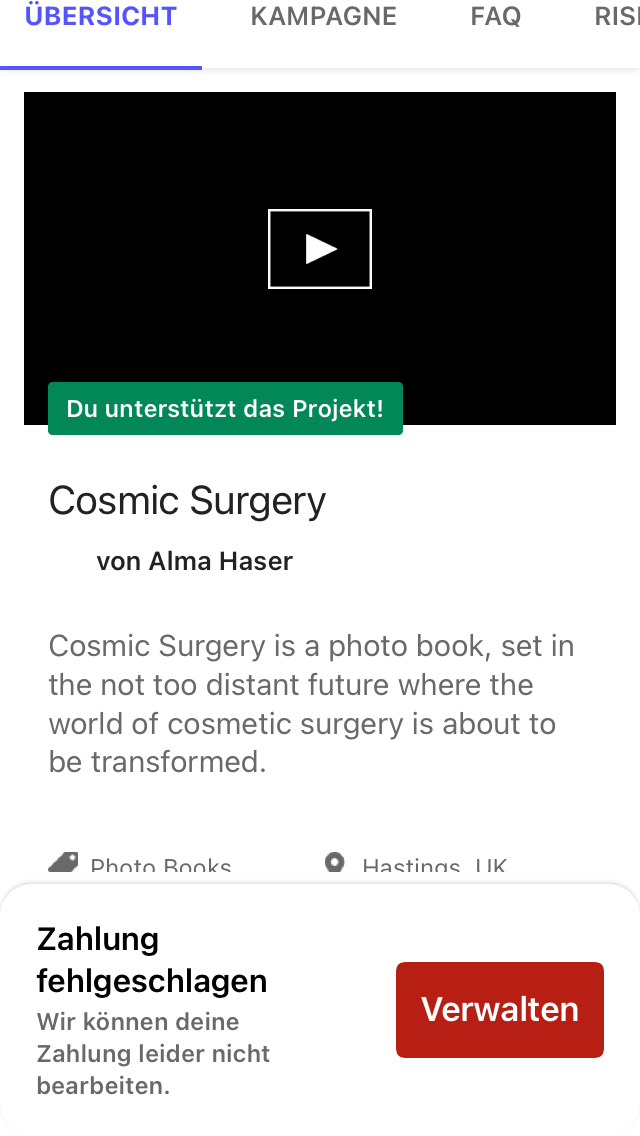 ÜBERSICHT KAMPAGNE FAQ
Du unterstützt das Projekt!
Cosmic Surgery
von Alma Haser
Cosmic Surgery is a photo book, set in
the not too distant future where the
world of cosmetic surgery is about to
be transformed.
Photo Books Hastings, UK
Zahlung
fehlgeschlagen
Wir können deine
Zahlung leider nicht
bearbeiten.
Verwalten